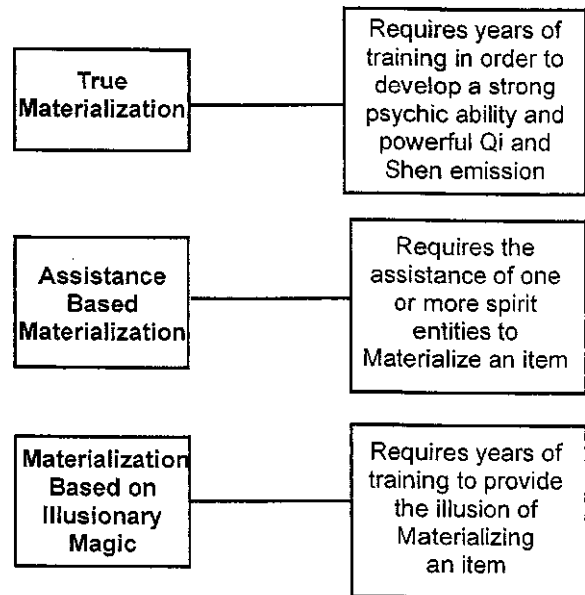 True
Materialization
Requires years of
training in order to
develop a strong
psychic ability and
powerful Qi and
Shen emission
Assistance
Based
Materialization
Requires the
assistance of one
or more spirit
entities to
Materialize an item
Materialization
Based on
Illusionary
Magic
Requires years of
training to provide
the illusion of
Materializing
an item